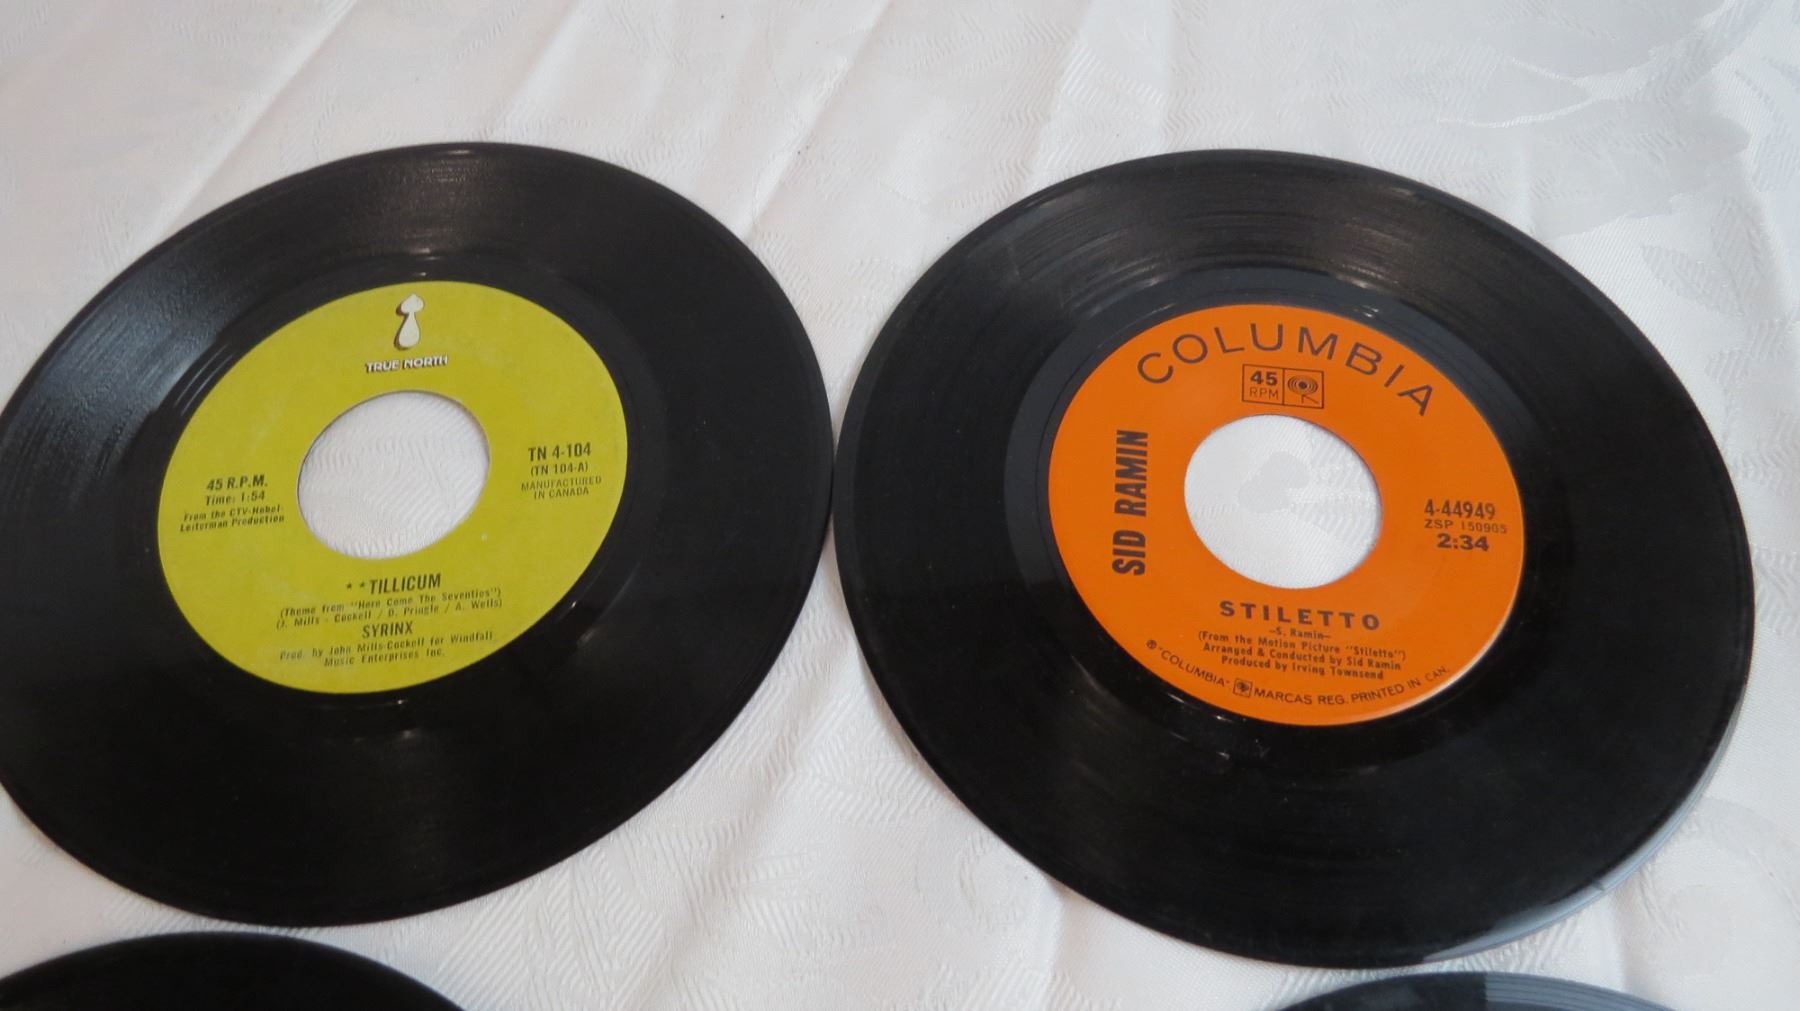 TRUE NORTH
TN 4-104
(TN 104-A)
MANUFACTURED
IN CANADA
45 R.P.M.
Time: 1:54
From the CTV-Hobel-
Leiterman Production
**TILLICUM
(Theme from "Here Come The Seventies")
(J. Mills - Cockell / D. Pringle / A. Wells)
SYRINX
Prod. by John Mills-Cockell for Windfall
Music Enterprises Inc.
COLUMBIA
45
RPM
SID RAMIN
4-44949
ZSP 150905
2:34
STILETTO
-S. Ramin-
(From the Motion Picture "Stiletto")
Arranged & Conducted by Sid Ramin
Produced by Irving Townsend
℗ "COLUMBIA", MARCAS REG. PRINTED IN CAN.